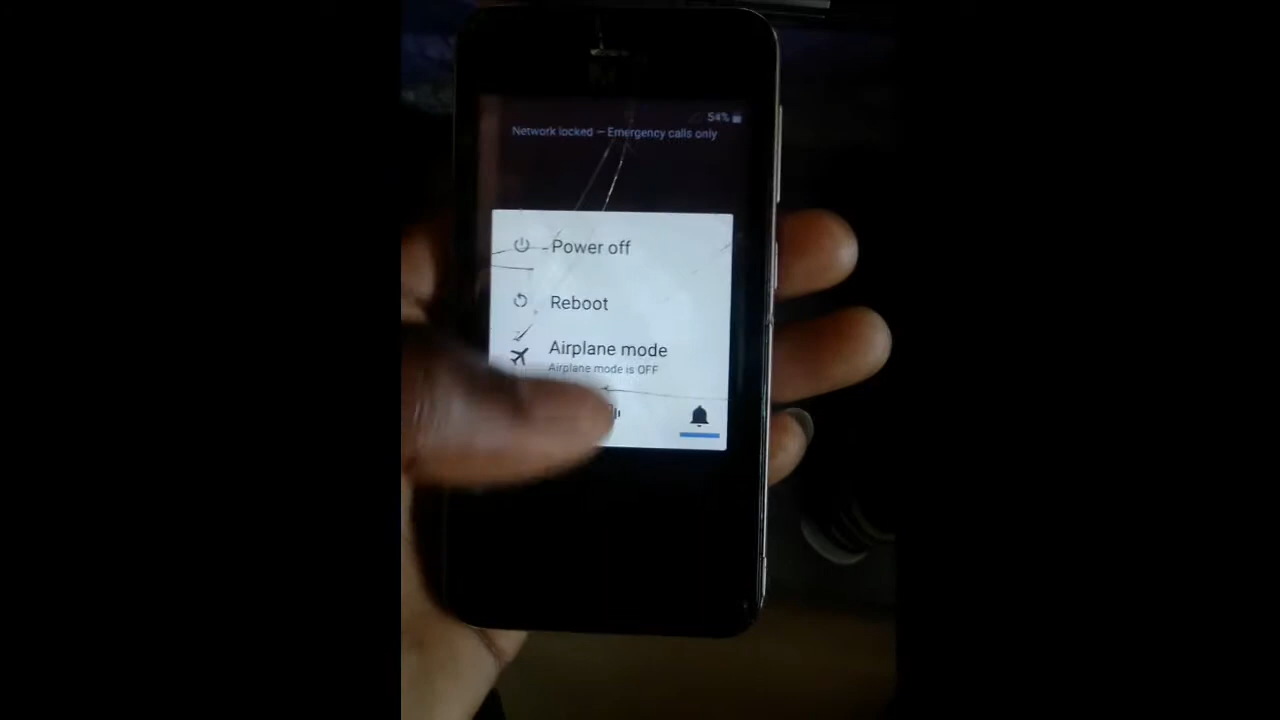 54%
Network locked — Emergency calls only
Power off
Reboot
Airplane mode
Airplane mode is OFF